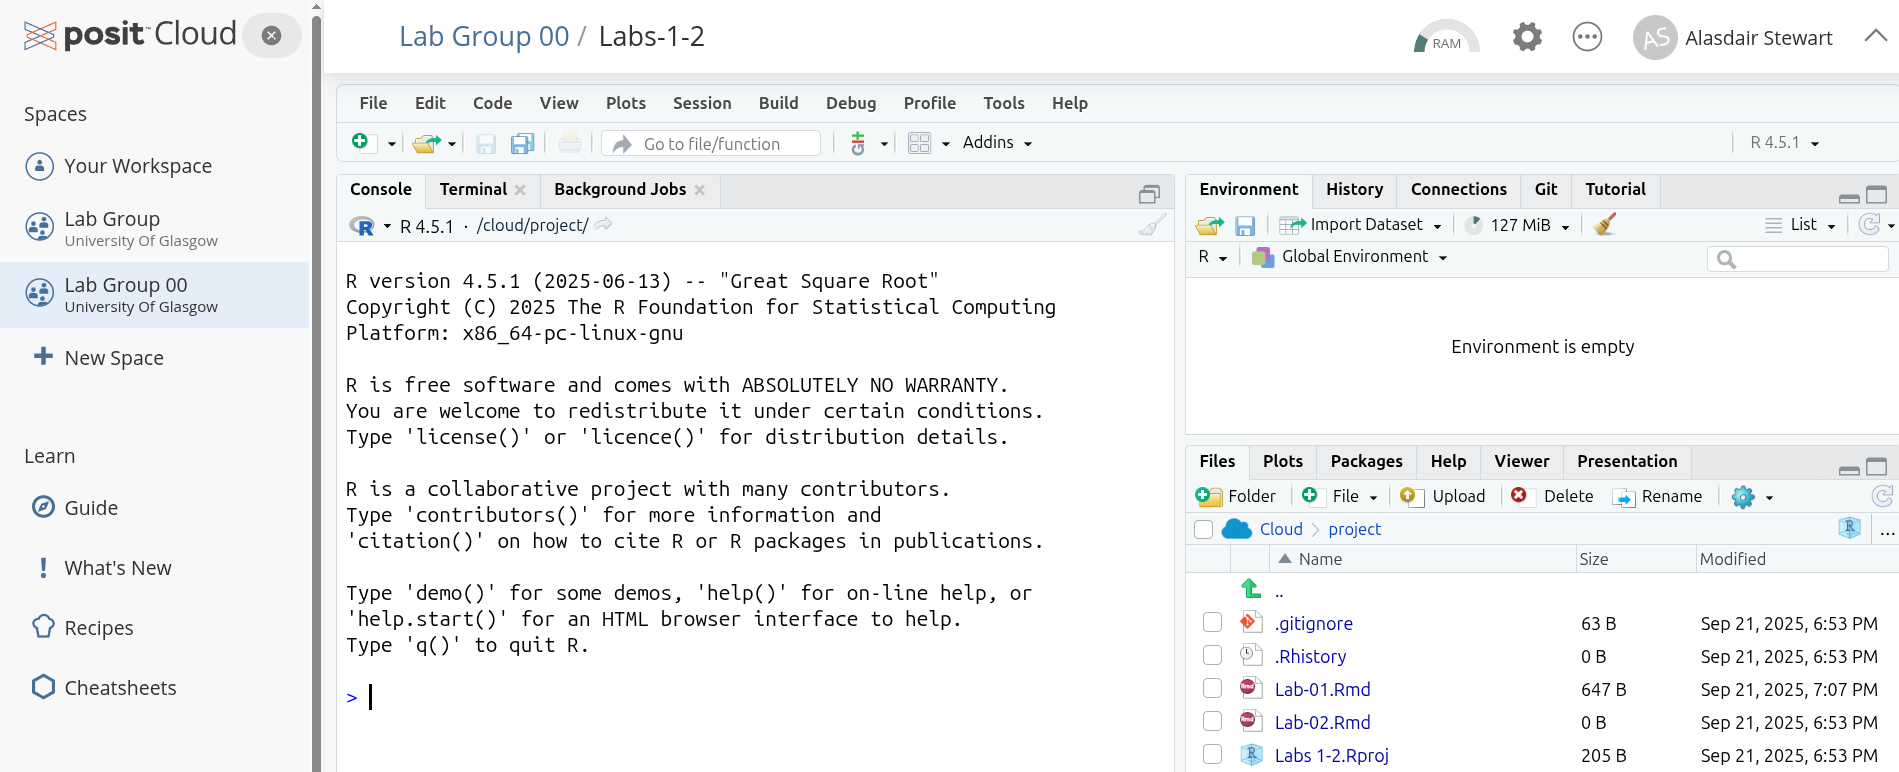 posit Cloud
Lab Group 00 / Labs-1-2
RAM
AS
Alasdair Stewart
Spaces
Your Workspace
Lab Group
University Of Glasgow
Lab Group 00
University Of Glasgow
New Space
Learn
Guide
What's New
Recipes
Cheatsheets
File Edit Code View Plots Session Build Debug Profile Tools Help
Go to file/function
Addins
R 4.5.1
Console Terminal Background Jobs
R 4.5.1 · /cloud/project/
R version 4.5.1 (2025-06-13) -- "Great Square Root"
Copyright (C) 2025 The R Foundation for Statistical Computing
Platform: x86_64-pc-linux-gnu
R is free software and comes with ABSOLUTELY NO WARRANTY.
You are welcome to redistribute it under certain conditions.
Type 'license()' or 'licence()' for distribution details.
R is a collaborative project with many contributors.
Type 'contributors()' for more information and
'citation()' on how to cite R or R packages in publications.
Type 'demo()' for some demos, 'help()' for on-line help, or
'help.start()' for an HTML browser interface to help.
Type 'q()' to quit R.
>
Environment History Connections Git Tutorial
Import Dataset 127 MiB List
R Global Environment
Environment is empty
Files Plots Packages Help Viewer Presentation
Folder File Upload Delete Rename
Cloud project ...
Name Size Modified
..
.gitignore 63 B Sep 21, 2025, 6:53 PM
.Rhistory 0 B Sep 21, 2025, 6:53 PM
Lab-01.Rmd 647 B Sep 21, 2025, 7:07 PM
Lab-02.Rmd 0 B Sep 21, 2025, 6:53 PM
Labs 1-2.Rproj 205 B Sep 21, 2025, 6:53 PM